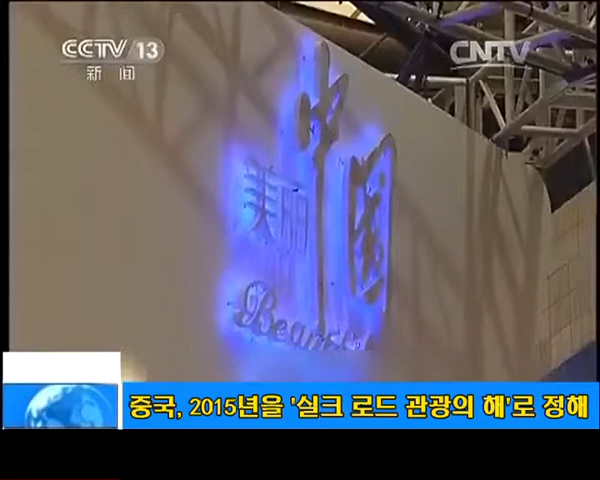 CCTV 13
新闻
CNTV
美丽
中国
중국, 2015년을 '실크 로드 관광의 해'로 정해